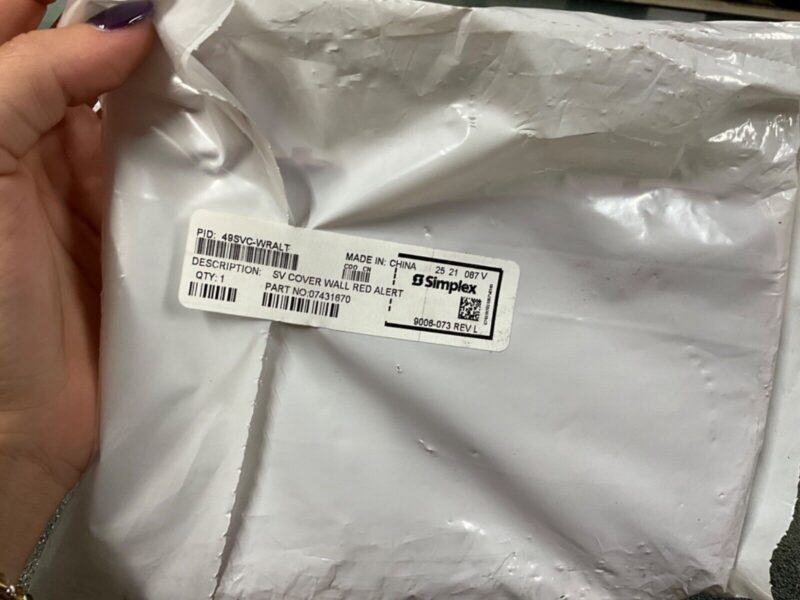 PID: 49SVC-WRALT
MADE IN: CHINA
COO CN
DESCRIPTION: SV COVER WALL RED ALERT
QTY: 1
PART NO:07431670
25 21 087 V
Simplex
9006-073 REV L